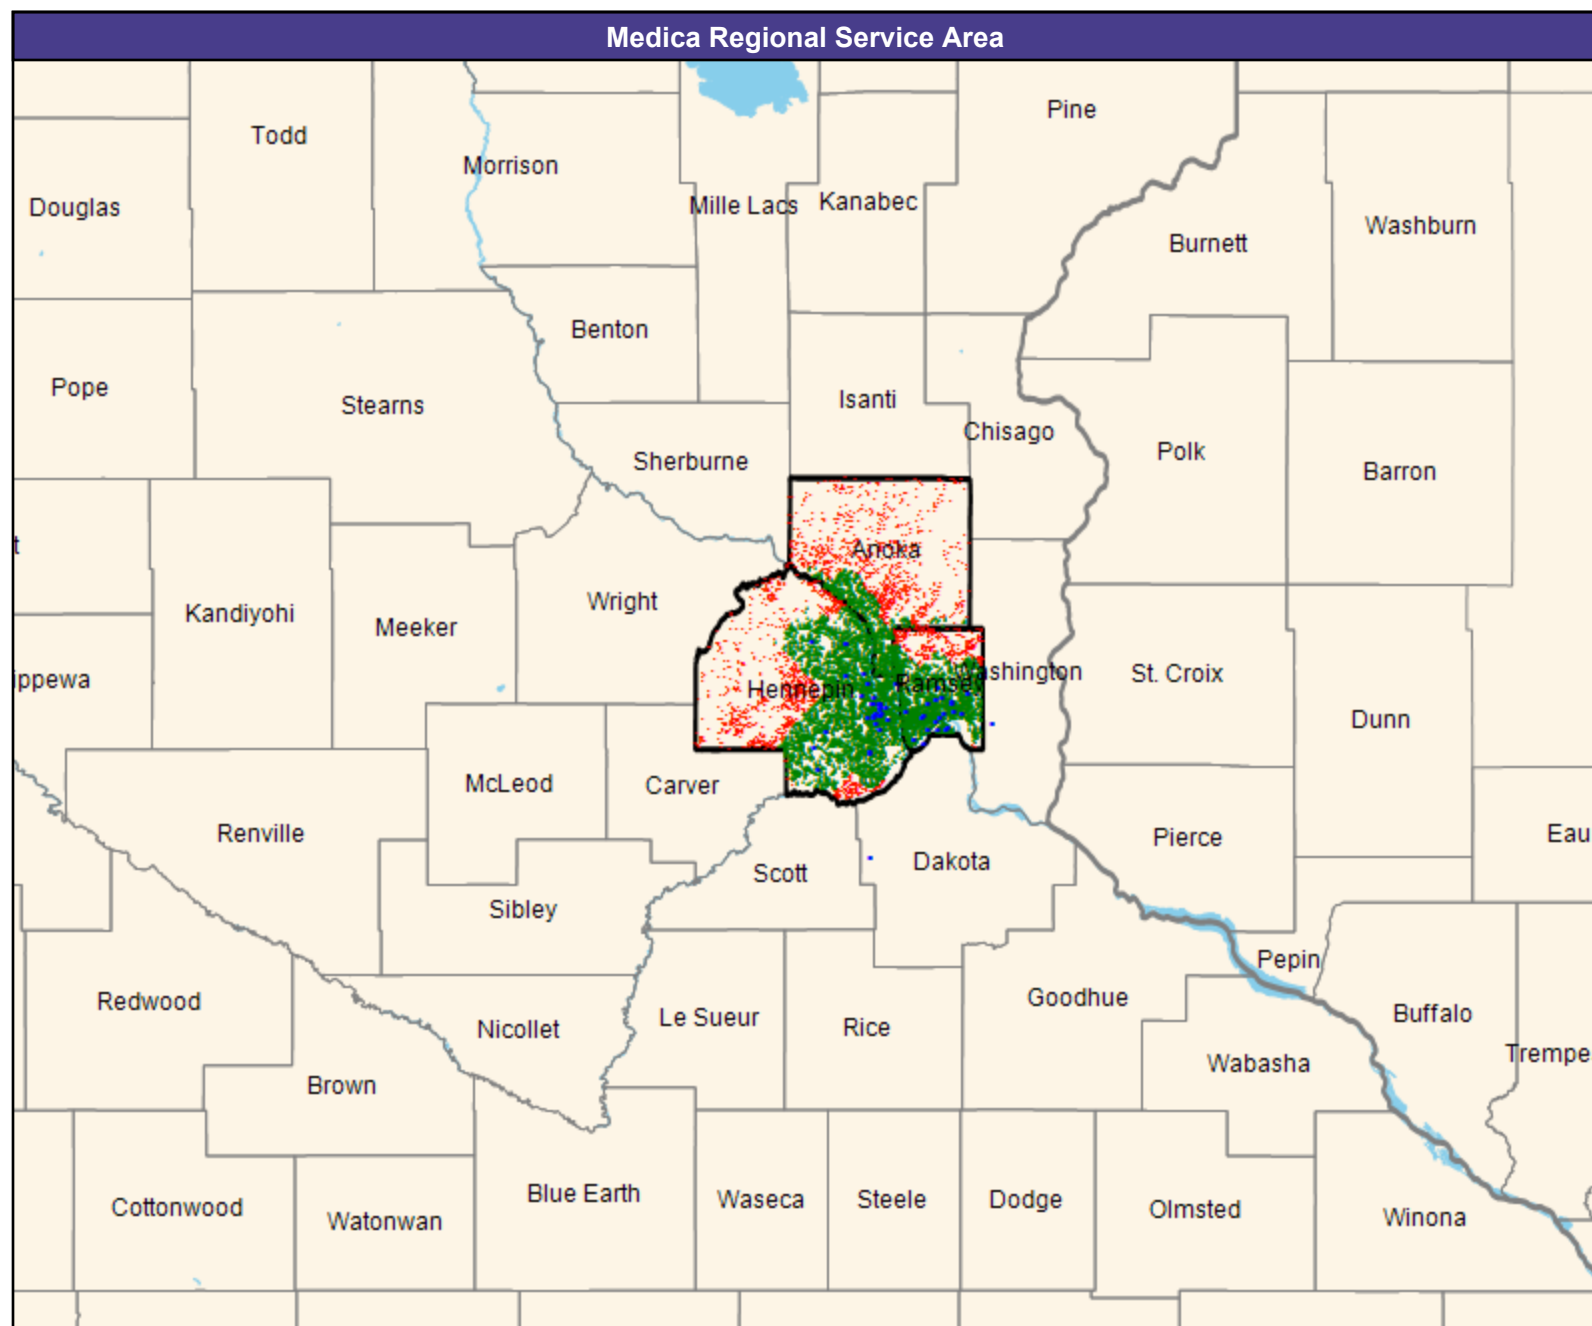 Medica Regional Service Area
Pine
Todd
Morrison
Douglas
Mille Lacs
Kanabec
Washburn
Burnett
Benton
Pope
Stearns
Isanti
Chisago
Polk
Sherburne
Barron
t
Anoka
Kandiyohi
Wright
Meeker
ippewa
Hennepin
Ramsey
Washington
St. Croix
Dunn
McLeod
Carver
Renville
Pierce
Eau
Scott
Dakota
Sibley
Pepin
Redwood
Goodhue
Nicollet
Le Sueur
Rice
Buffalo
Trempe
Wabasha
Brown
Blue Earth
Waseca
Steele
Dodge
Cottonwood
Olmsted
Watonwan
Winona